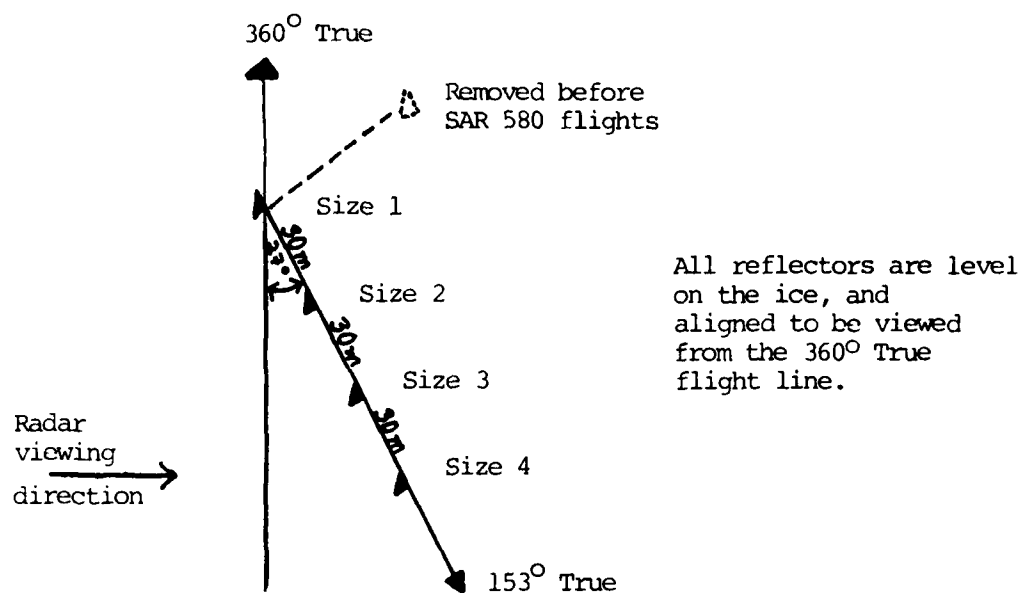 360° True
Removed before
SAR 580 flights
Size 1
30m
27°
Size 2
30m
Size 3
30m
Size 4
All reflectors are level
on the ice, and
aligned to be viewed
from the 360° True
flight line.
Radar
viewing
direction
153° True